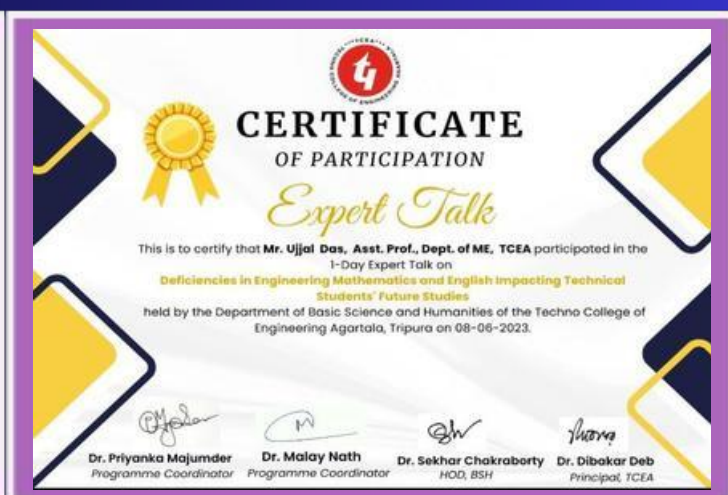 CERTIFICATE
OF PARTICIPATION
Expert Talk
This is to certify that Mr. Ujjal Das, Asst. Prof., Dept. of ME, TCEA participated in the
1-Day Expert Talk on
Deficiencies in Engineering Mathematics and English Impacting Technical
Students' Future Studies
held by the Department of Basic Science and Humanities of the Techno College of
Engineering Agartala, Tripura on 08-06-2023.
Dr. Priyanka Majumder
Programme Coordinator
Dr. Malay Nath
Programme Coordinator
Dr. Sekhar Chakraborty
HOD, BSH
Dr. Dibakar Deb
Principal, TCEA